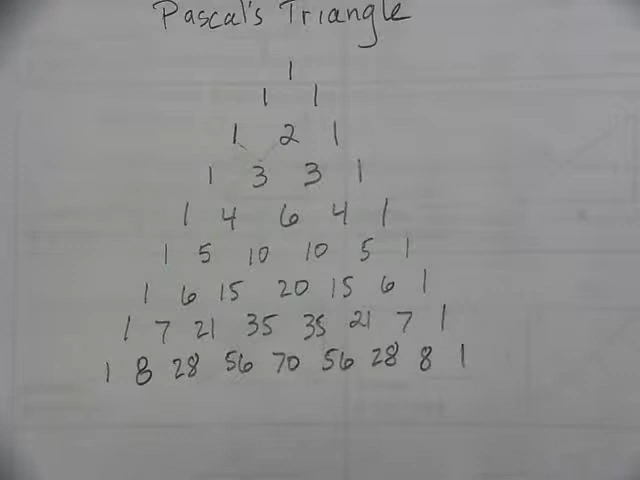 Pascal's Triangle
1
1 1
1 2 1
1 3 3 1
1 4 6 4 1
1 5 10 10 5 1
1 6 15 20 15 6 1
1 7 21 35 35 21 7 1
1 8 28 56 70 56 28 8 1